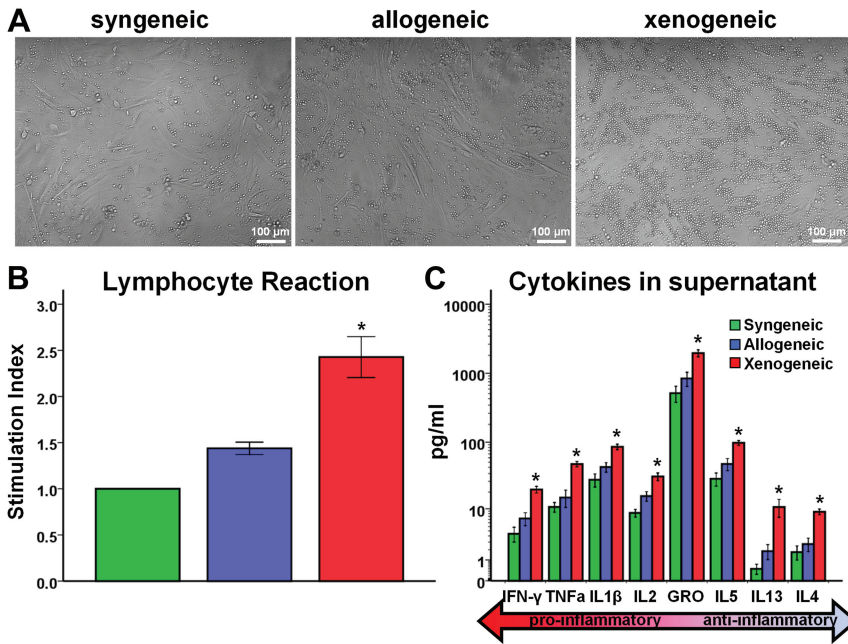 A
syngeneic
allogeneic
xenogeneic
100 µm
100 µm
100 µm
B
Lymphocyte Reaction
Stimulation Index
3.0
2.5
2.0
1.5
1.0
0.5
0.0
*
C
Cytokines in supernatant
pg/ml
10000
1000
100
10
1
0
Syngeneic
Allogeneic
Xenogeneic
* * * * * * * *
IFN-γ TNFa IL1β IL2 GRO IL5 IL13 IL4
pro-inflammatory anti-inflammatory